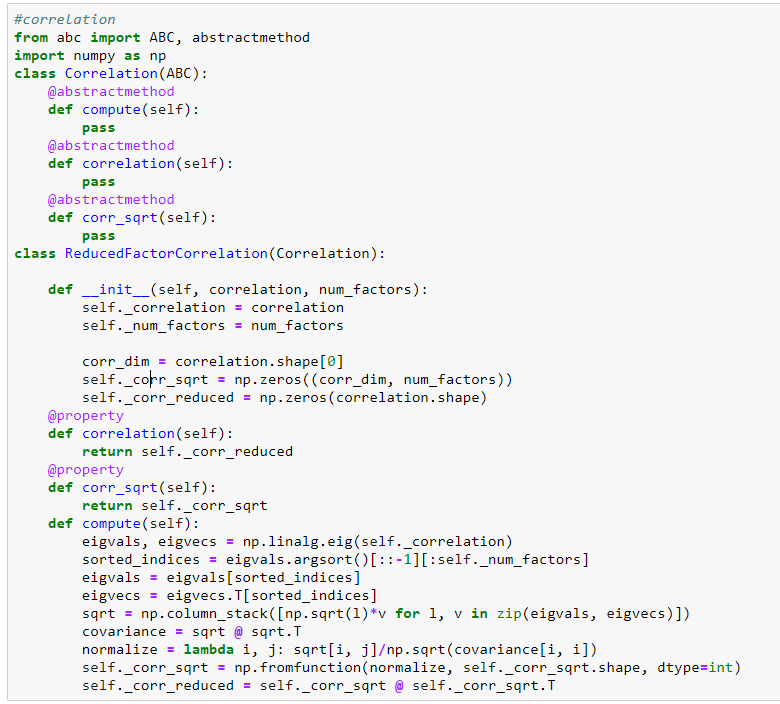 #correlation
from abc import ABC, abstractmethod
import numpy as np
class Correlation(ABC):
    @abstractmethod
    def compute(self):
        pass
    @abstractmethod
    def correlation(self):
        pass
    @abstractmethod
    def corr_sqrt(self):
        pass
class ReducedFactorCorrelation(Correlation):

    def __init__(self, correlation, num_factors):
        self._correlation = correlation
        self._num_factors = num_factors

        corr_dim = correlation.shape[0]
        self._corr_sqrt = np.zeros((corr_dim, num_factors))
        self._corr_reduced = np.zeros(correlation.shape)
    @property
    def correlation(self):
        return self._corr_reduced
    @property
    def corr_sqrt(self):
        return self._corr_sqrt
    def compute(self):
        eigvals, eigvecs = np.linalg.eig(self._correlation)
        sorted_indices = eigvals.argsort()[::-1][:self._num_factors]
        eigvals = eigvals[sorted_indices]
        eigvecs = eigvecs.T[sorted_indices]
        sqrt = np.column_stack([np.sqrt(l)*v for l, v in zip(eigvals, eigvecs)])
        covariance = sqrt @ sqrt.T
        normalize = lambda i, j: sqrt[i, j]/np.sqrt(covariance[i, i])
        self._corr_sqrt = np.fromfunction(normalize, self._corr_sqrt.shape, dtype=int)
        self._corr_reduced = self._corr_sqrt @ self._corr_sqrt.T